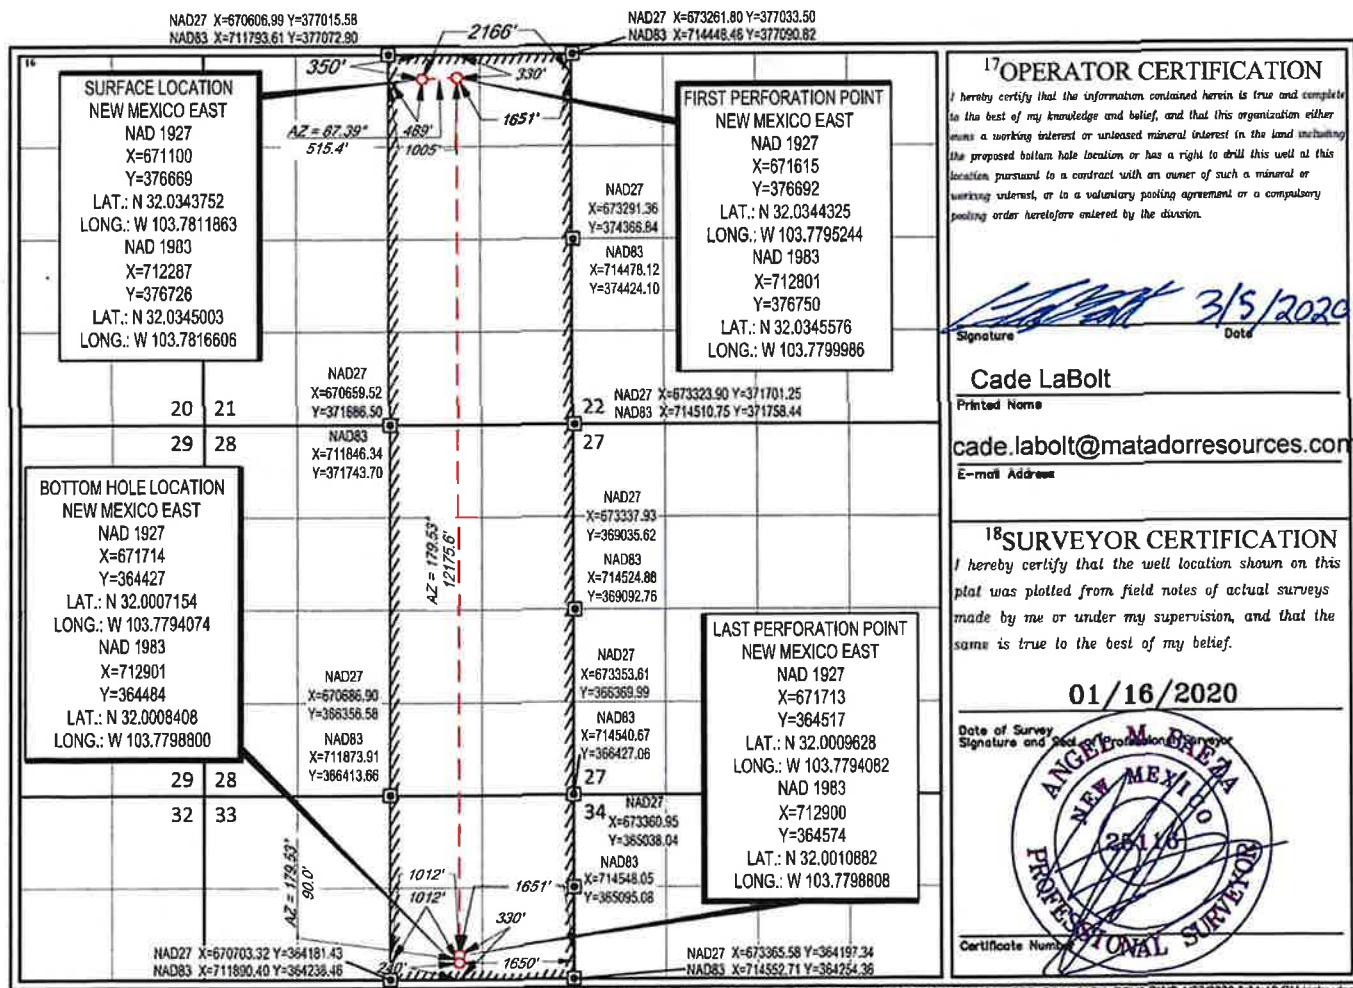 NAD27 X=670606.99 Y=377015.58
NAD83 X=711793.61 Y=377072.90
NAD27 X=673261.80 Y=377033.50
NAD83 X=714448.46 Y=377090.82
16
2166'
350'
330'
1651'
AZ = 87.39°
515.4'
489'
1005'
SURFACE LOCATION
NEW MEXICO EAST
NAD 1927
X=671100
Y=376669
LAT.: N 32.0343752
LONG.: W 103.7811863
NAD 1983
X=712287
Y=376726
LAT.: N 32.0345003
LONG.: W 103.7816606
FIRST PERFORATION POINT
NEW MEXICO EAST
NAD 1927
X=671615
Y=376692
LAT.: N 32.0344325
LONG.: W 103.7795244
NAD 1983
X=712801
Y=376750
LAT.: N 32.0345576
LONG.: W 103.7799986
NAD27
X=673291.36
Y=374366.84
NAD83
X=714478.12
Y=374424.10
NAD27
X=670659.52
Y=371686.50
NAD83
X=711846.34
Y=371743.70
20 21
29 28
22
27
NAD27 X=673323.90 Y=371701.25
NAD83 X=714510.75 Y=371758.44
BOTTOM HOLE LOCATION
NEW MEXICO EAST
NAD 1927
X=671714
Y=364427
LAT.: N 32.0007154
LONG.: W 103.7794074
NAD 1983
X=712901
Y=364484
LAT.: N 32.0008408
LONG.: W 103.7798800
AZ = 179.53°
12175.6'
NAD27
X=673337.93
Y=369035.62
NAD83
X=714524.88
Y=369092.76
NAD27
X=670686.90
Y=366356.58
NAD83
X=711873.91
Y=366413.66
NAD27
X=673353.61
Y=366369.99
NAD83
X=714540.67
Y=366427.06
LAST PERFORATION POINT
NEW MEXICO EAST
NAD 1927
X=671713
Y=364517
LAT.: N 32.0009628
LONG.: W 103.7794082
NAD 1983
X=712900
Y=364574
LAT.: N 32.0010882
LONG.: W 103.7798808
29 28
32 33
27
34
NAD27
X=673360.95
Y=365038.04
NAD83
X=714548.05
Y=365095.08
AZ = 179.53°
90.0'
1012'
1012'
1651'
330'
240'
1650'
NAD27 X=670703.32 Y=364181.43
NAD83 X=711890.40 Y=364238.46
NAD27 X=673365.58 Y=364197.34
NAD83 X=714552.71 Y=364254.36
17OPERATOR CERTIFICATION
I hereby certify that the information contained herein is true and complete
to the best of my knowledge and belief, and that this organization either
owns a working interest or unleased mineral interest in the land including
the proposed bottom hole location or has a right to drill this well at this
location pursuant to a contract with an owner of such a mineral or
working interest, or to a voluntary pooling agreement or a compulsory
pooling order heretofore entered by the division.
3/5/2020
Signature Date
Cade LaBolt
Printed Name
cade.labolt@matadorresources.com
E-mail Address
18SURVEYOR CERTIFICATION
I hereby certify that the well location shown on this
plat was plotted from field notes of actual surveys
made by me or under my supervision, and that the
same is true to the best of my belief.
01/16/2020
Date of Survey
Signature and Seal of Professional Surveyor
ANGEL M. BAEZA
NEW MEXICO
25116
PROFESSIONAL SURVEYOR
Certificate Number